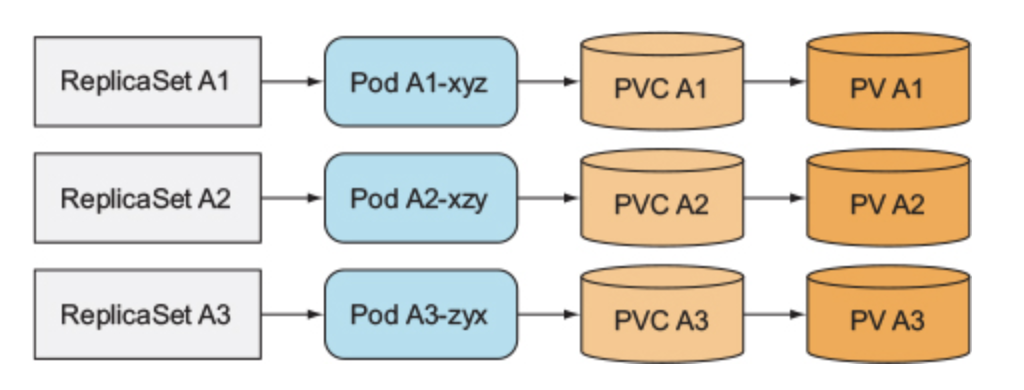 ReplicaSet A1
Pod A1-xyz
PVC A1
PV A1
ReplicaSet A2
Pod A2-xzy
PVC A2
PV A2
ReplicaSet A3
Pod A3-zyx
PVC A3
PV A3